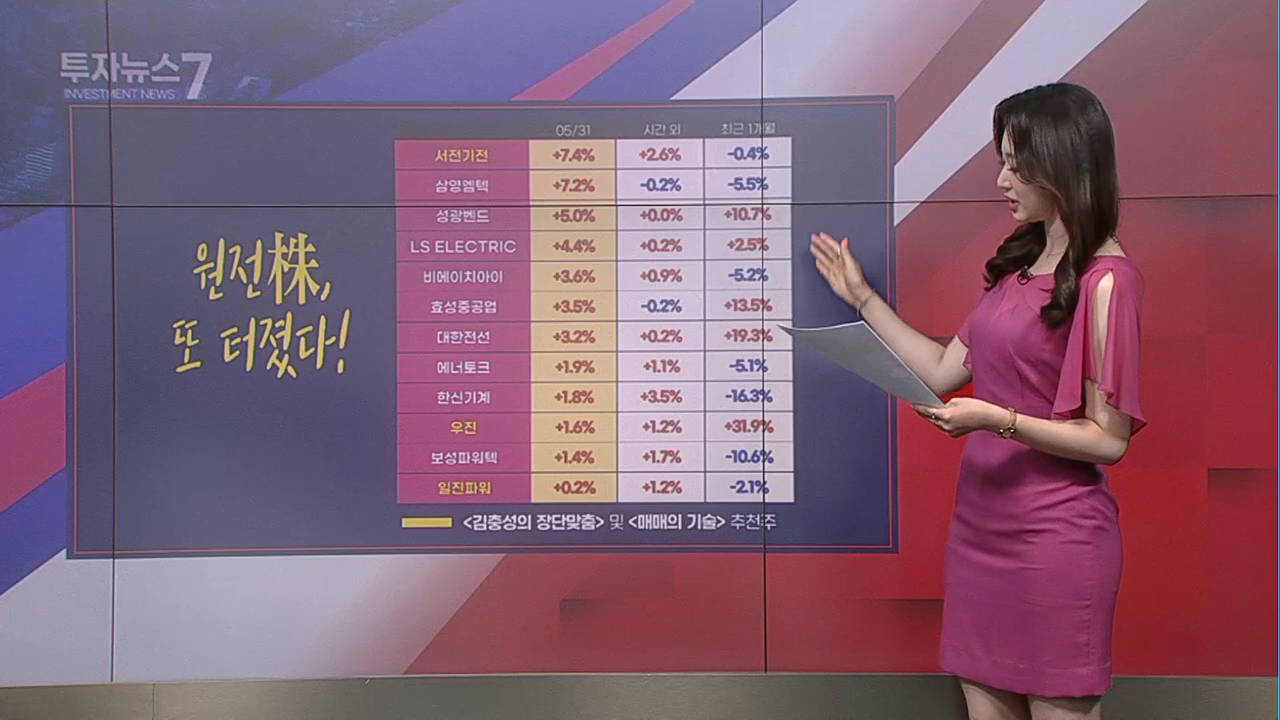 투자뉴스7
INVESTMENT NEWS
원전株,
또 터졌다!
05/31 시간 외 최근 1개월
서전기전 +7.4% +2.6% -0.4%
삼영엠텍 +7.2% -0.2% -5.5%
성광벤드 +5.0% +0.0% +10.7%
LS ELECTRIC +4.4% +0.2% +2.5%
비에이치아이 +3.6% +0.9% -5.2%
효성중공업 +3.5% -0.2% +13.5%
대한전선 +3.2% +0.2% +19.3%
에너토크 +1.9% +1.1% -5.1%
한신기계 +1.8% +3.5% -16.3%
우진 +1.6% +1.2% +31.9%
보성파워텍 +1.4% +1.7% -10.6%
일진파워 +0.2% +1.2% -2.1%
<김충성의 장단맞춤> 및 <매매의 기술> 추천주